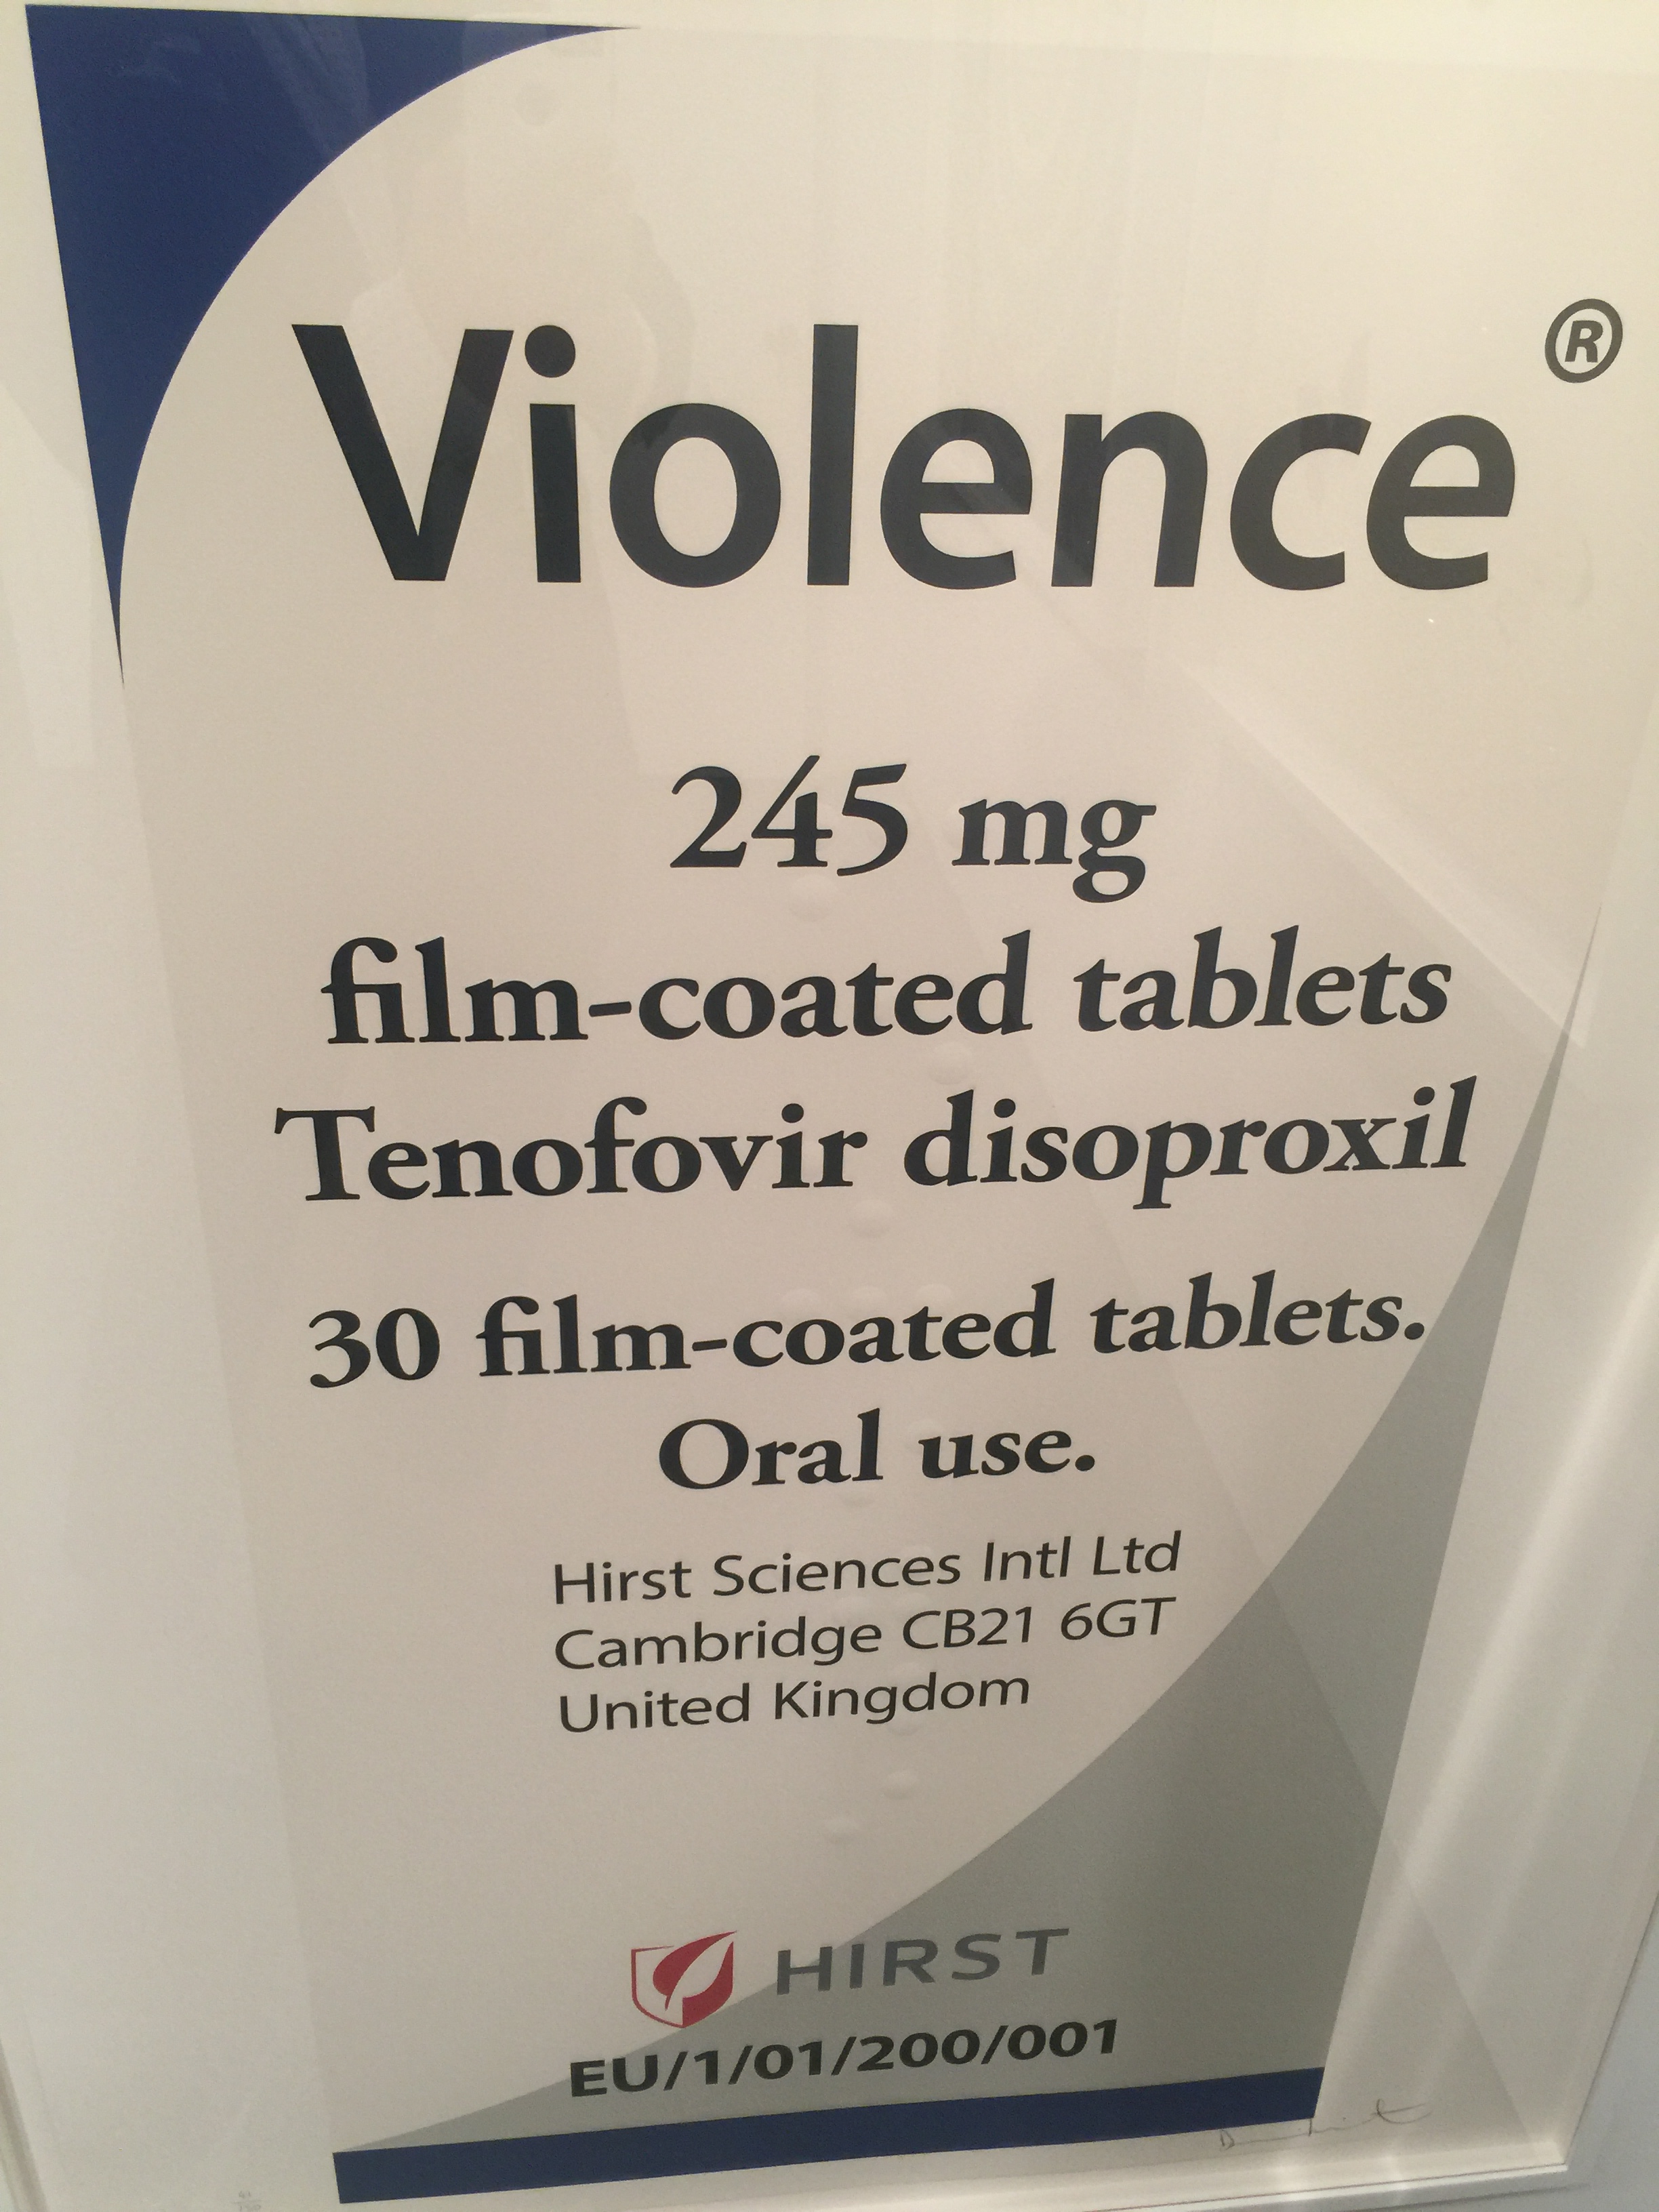 Violence®
245 mg
film-coated tablets
Tenofovir disoproxil
30 film-coated tablets.
Oral use.
Hirst Sciences Intl Ltd
Cambridge CB21 6GT
United Kingdom
HIRST
EU/1/01/200/001